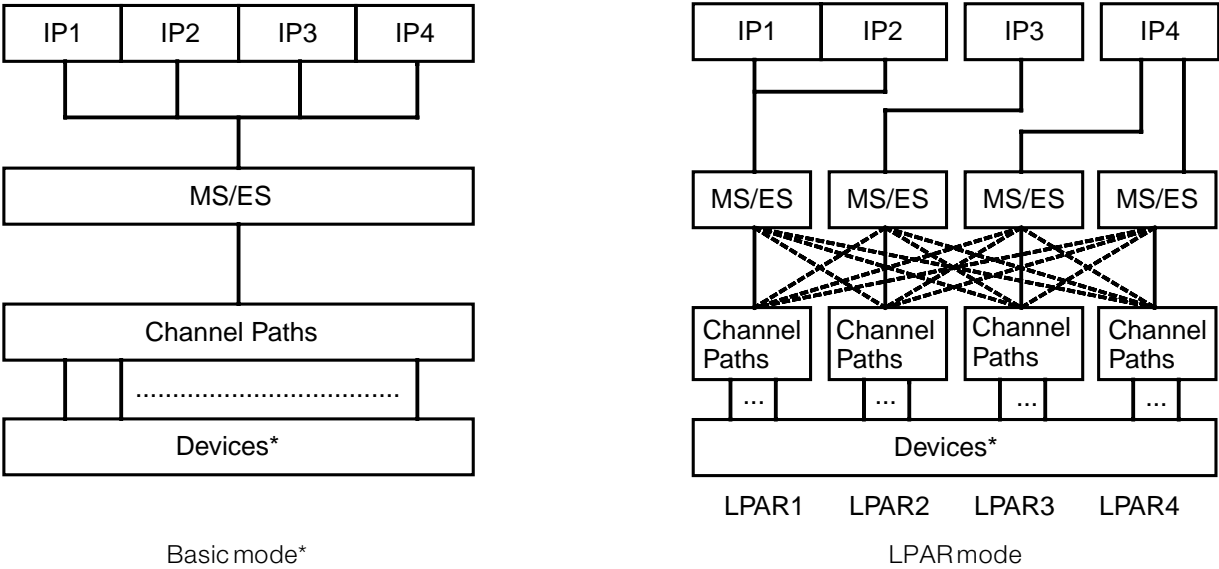 IP1 IP2 IP3 IP4
MS/ES
Channel Paths
....................................
Devices*
Basic mode*
IP1 IP2 IP3 IP4
MS/ES MS/ES MS/ES MS/ES
Channel Channel Channel Channel
Paths Paths Paths Paths
... ... ... ...
Devices*
LPAR1 LPAR2 LPAR3 LPAR4
LPAR mode